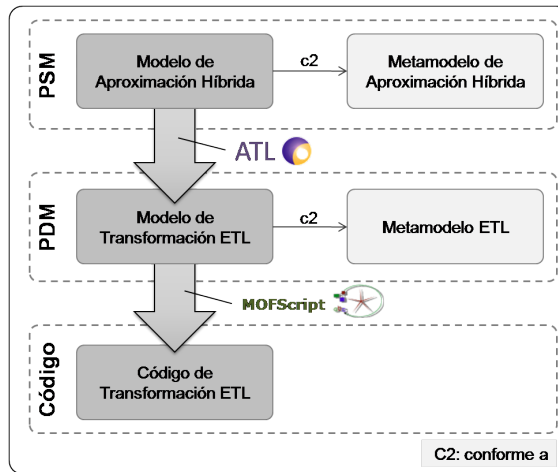 PSM
Modelo de
Aproximación Híbrida
c2
Metamodelo de
Aproximación Híbrida
ATL
PDM
Modelo de
Transformación ETL
c2
Metamodelo ETL
MOFScript
Código
Código de
Transformación ETL
C2: conforme a